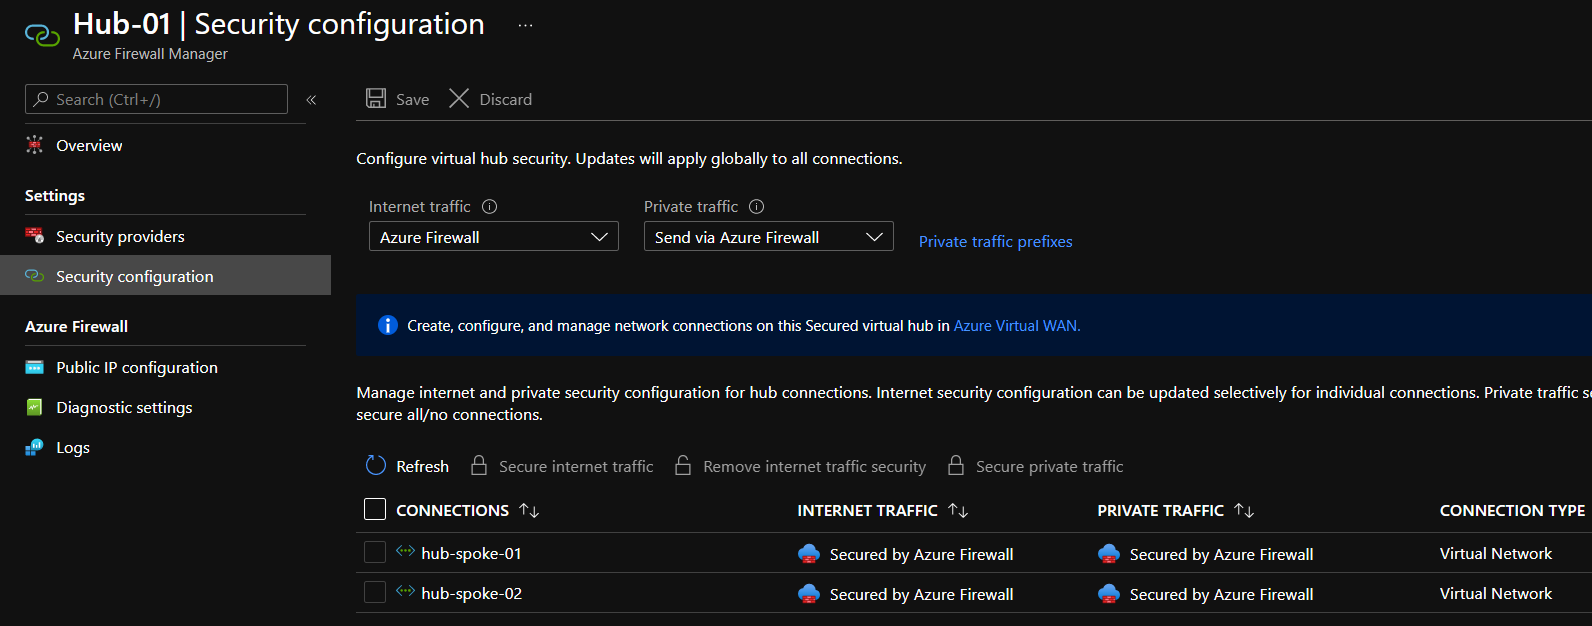 Hub-01 | Security configuration ...
Azure Firewall Manager
Search (Ctrl+/)
«
Overview
Settings
Security providers
Security configuration
Azure Firewall
Public IP configuration
Diagnostic settings
Logs
Save Discard
Configure virtual hub security. Updates will apply globally to all connections.
Internet traffic Private traffic
Azure Firewall Send via Azure Firewall Private traffic prefixes
Create, configure, and manage network connections on this Secured virtual hub in Azure Virtual WAN.
Manage internet and private security configuration for hub connections. Internet security configuration can be updated selectively for individual connections. Private traffic
secure all/no connections.
Refresh Secure internet traffic Remove internet traffic security Secure private traffic
CONNECTIONS ↑↓ INTERNET TRAFFIC ↑↓ PRIVATE TRAFFIC ↑↓ CONNECTION TYPE
hub-spoke-01 Secured by Azure Firewall Secured by Azure Firewall Virtual Network
hub-spoke-02 Secured by Azure Firewall Secured by Azure Firewall Virtual Network